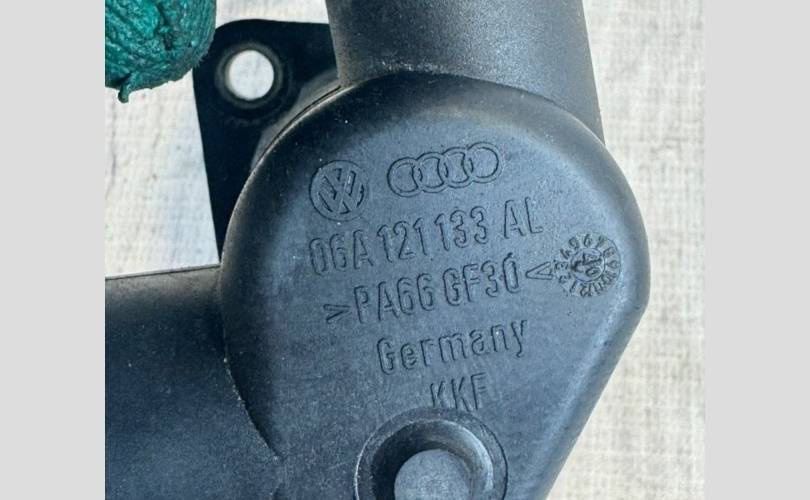 06A 121 133 AL
>PA66 GF30<
Germany
KKF